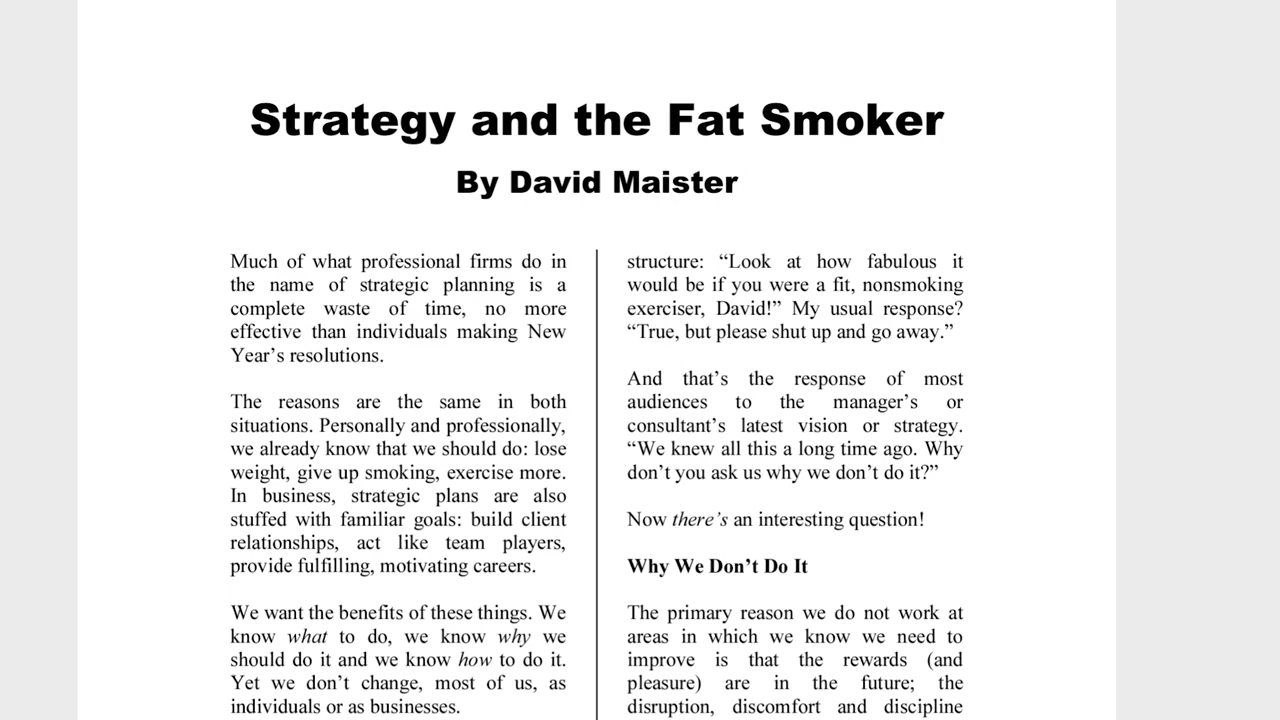 Strategy and the Fat Smoker
By David Maister
Much of what professional firms do in
the name of strategic planning is a
complete waste of time, no more
effective than individuals making New
Year’s resolutions.
The reasons are the same in both
situations. Personally and professionally,
we already know that we should do: lose
weight, give up smoking, exercise more.
In business, strategic plans are also
stuffed with familiar goals: build client
relationships, act like team players,
provide fulfilling, motivating careers.
We want the benefits of these things. We
know what to do, we know why we
should do it and we know how to do it.
Yet we don’t change, most of us, as
individuals or as businesses.
structure: “Look at how fabulous it
would be if you were a fit, nonsmoking
exerciser, David!” My usual response?
“True, but please shut up and go away.”
And that’s the response of most
audiences to the manager’s or
consultant’s latest vision or strategy.
“We knew all this a long time ago. Why
don’t you ask us why we don’t do it?”
Now there’s an interesting question!
Why We Don’t Do It
The primary reason we do not work at
areas in which we know we need to
improve is that the rewards (and
pleasure) are in the future; the
disruption, discomfort and discipline